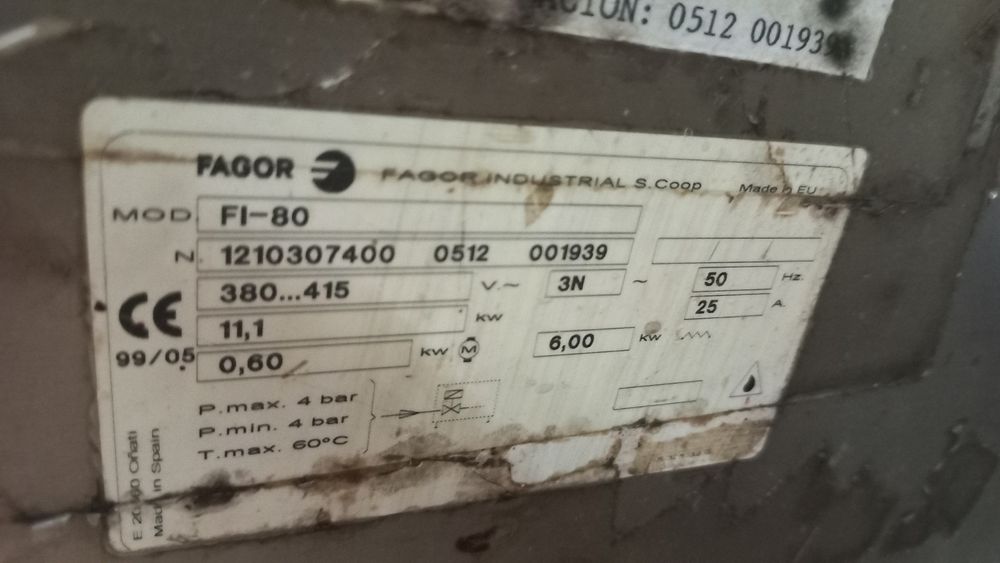 ACION: 0512 001939
FAGOR FAGOR INDUSTRIAL S.Coop Made in EU
MOD. FI-80
N 1210307400 0512 001939
380...415 V.~ 3N ~ 50 Hz.
11,1 kw 25 A.
CE
99/05 0,60 kw M 6,00 kw
P.max. 4 bar
P.min. 4 bar
T.max. 60ºC
Oñati
Made in Spain